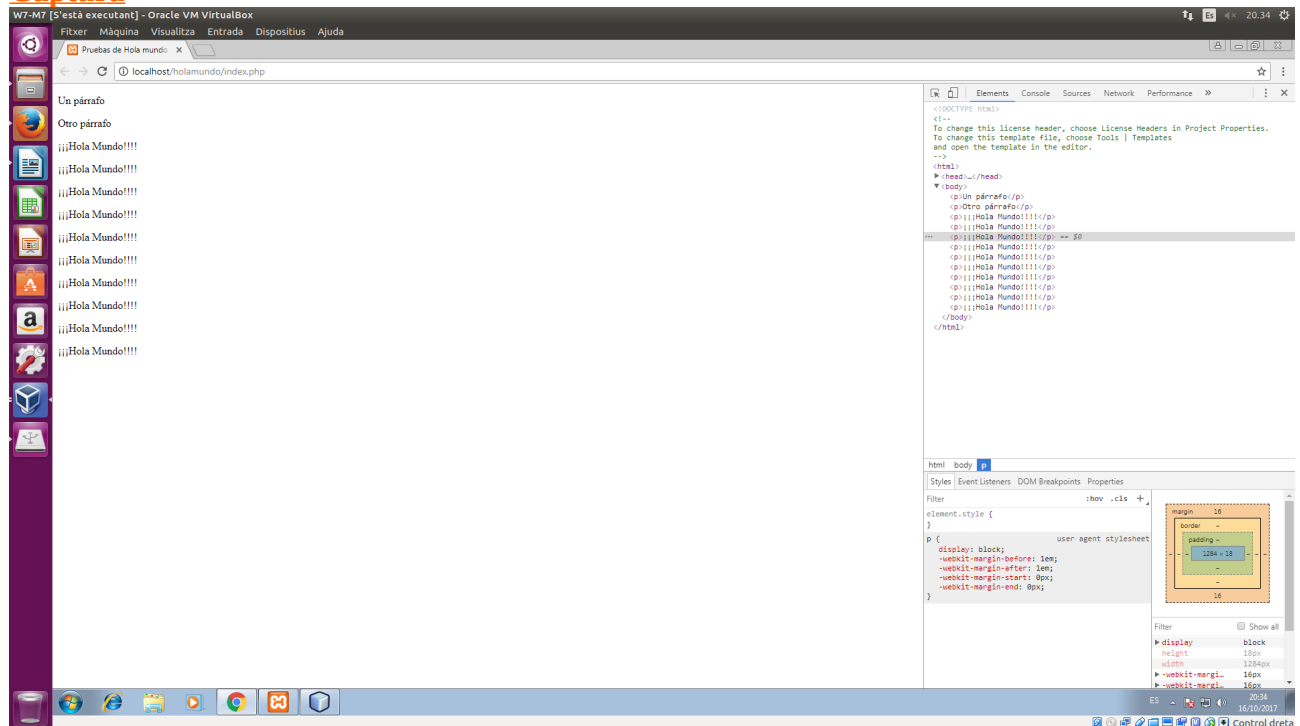 Captura
W7-M7 [S'està executant] - Oracle VM VirtualBox
Es
20.34
Fitxer Màquina Visualitza Entrada Dispositius Ajuda
Pruebas de Hola mundo
localhost/holamundo/index.php
Un párrafo
Otro párrafo
¡¡¡Hola Mundo!!!!
¡¡¡Hola Mundo!!!!
¡¡¡Hola Mundo!!!!
¡¡¡Hola Mundo!!!!
¡¡¡Hola Mundo!!!!
¡¡¡Hola Mundo!!!!
¡¡¡Hola Mundo!!!!
¡¡¡Hola Mundo!!!!
¡¡¡Hola Mundo!!!!
¡¡¡Hola Mundo!!!!
Elements Console Sources Network Performance »
<!DOCTYPE html>
<!--
To change this license header, choose License Headers in Project Properties.
To change this template file, choose Tools | Templates
and open the template in the editor.
-->
<html>
▶<head>…</head>
▼<body>
<p>Un párrafo</p>
<p>Otro párrafo</p>
<p>¡¡¡Hola Mundo!!!!</p>
<p>¡¡¡Hola Mundo!!!!</p>
<p>¡¡¡Hola Mundo!!!!</p> == $0
<p>¡¡¡Hola Mundo!!!!</p>
<p>¡¡¡Hola Mundo!!!!</p>
<p>¡¡¡Hola Mundo!!!!</p>
<p>¡¡¡Hola Mundo!!!!</p>
<p>¡¡¡Hola Mundo!!!!</p>
<p>¡¡¡Hola Mundo!!!!</p>
<p>¡¡¡Hola Mundo!!!!</p>
</body>
</html>
html body p
Styles Event Listeners DOM Breakpoints Properties
Filter :hov .cls +
element.style {
}
p { user agent stylesheet
display: block;
-webkit-margin-before: 1em;
-webkit-margin-after: 1em;
-webkit-margin-start: 0px;
-webkit-margin-end: 0px;
}
margin 16
border –
padding –
1284 × 18
–
–
16
Filter Show all
▶display block
height 18px
width 1284px
▶-webkit-margi… 16px
▶-webkit-margi… 16px
ES
20:34
16/10/2017
Control dreta